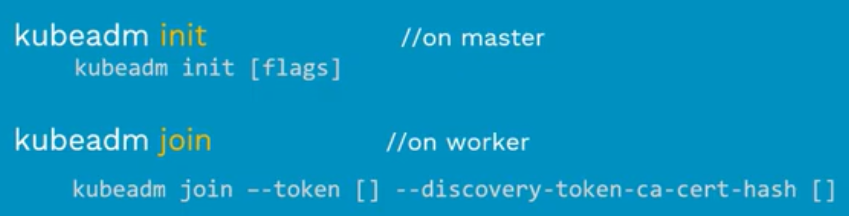 kubeadm init //on master
kubeadm init [flags]
kubeadm join //on worker
kubeadm join –-token [] --discovery-token-ca-cert-hash []